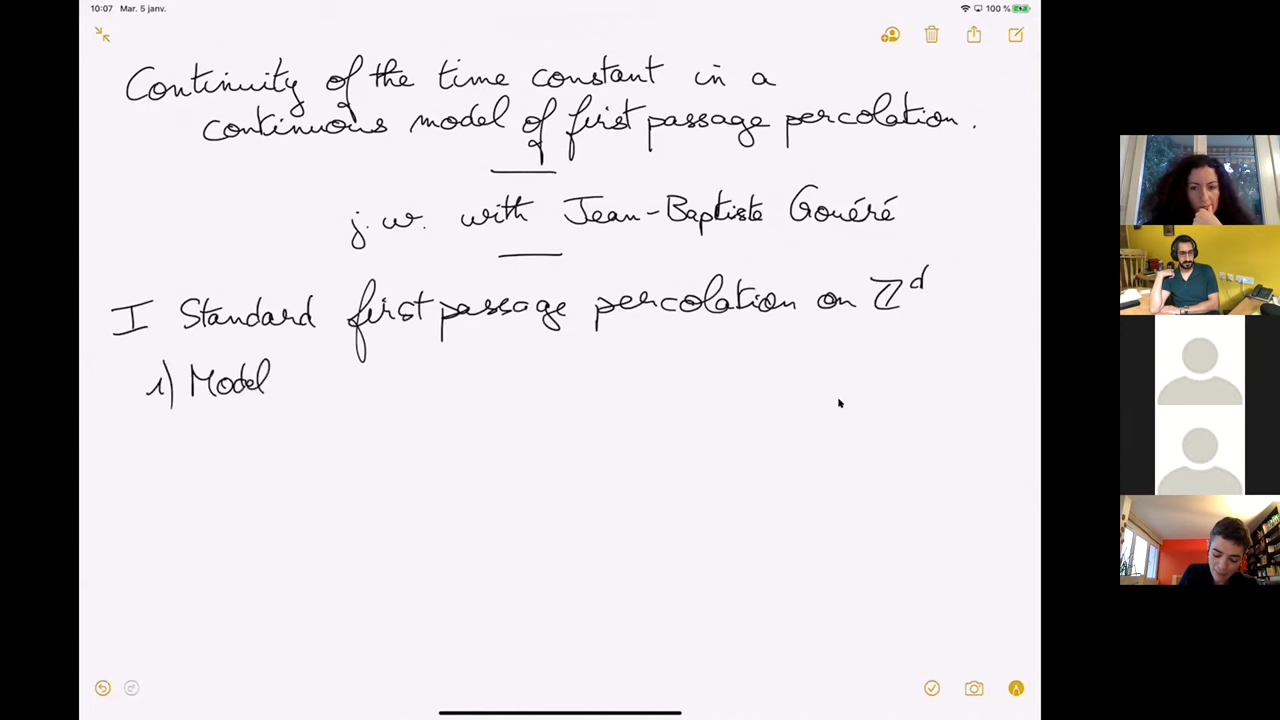 10:07 Mar. 5 janv.
100 %
Continuity of the time constant in a
continuous model of first passage percolation.
j.w. with Jean-Baptiste Gouéré
I Standard first passage percolation on ℤᵈ
1) Model